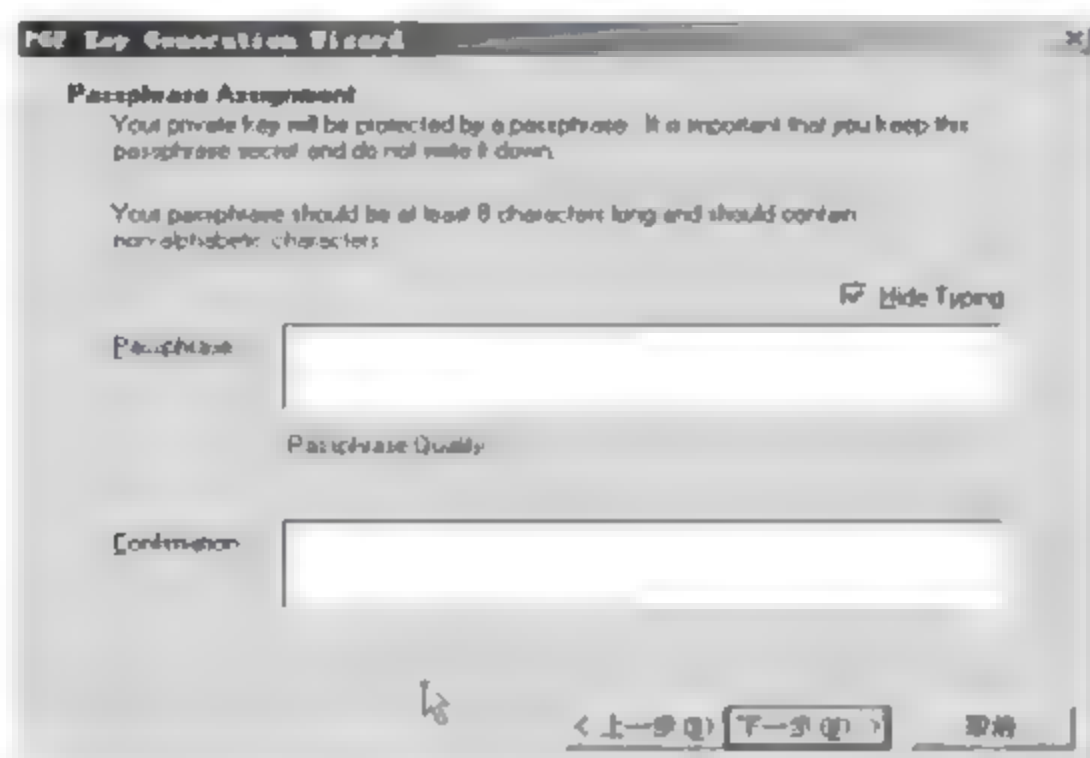 PGP Key Generation Wizard
Passphrase Assignment
Your private key will be protected by a passphrase. It is important that you keep this
passphrase secret and do not write it down.
Your passphrase should be at least 8 characters long and should contain
non-alphabetic characters
Hide Typing
Passphrase
Passphrase Quality
Confirmation
< 上一步(B) 下一步(N) > 取消